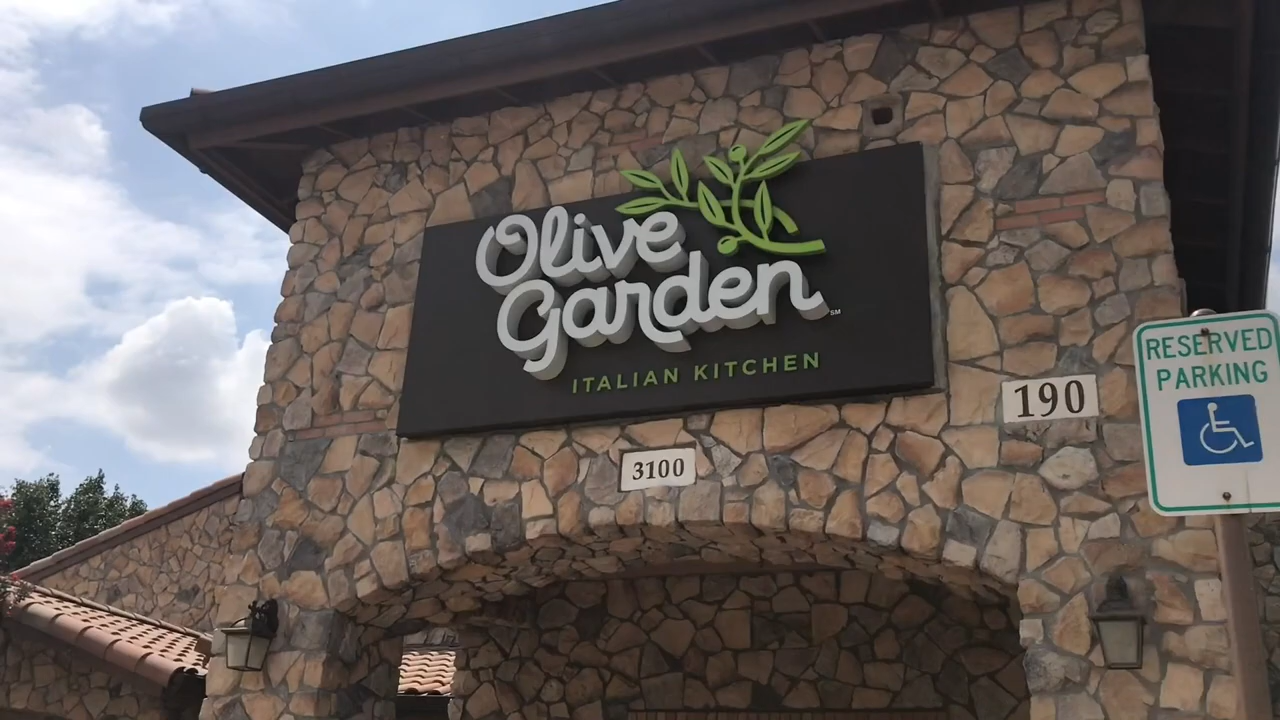 Olive
Garden
SM
ITALIAN KITCHEN
3100
190
RESERVED
PARKING